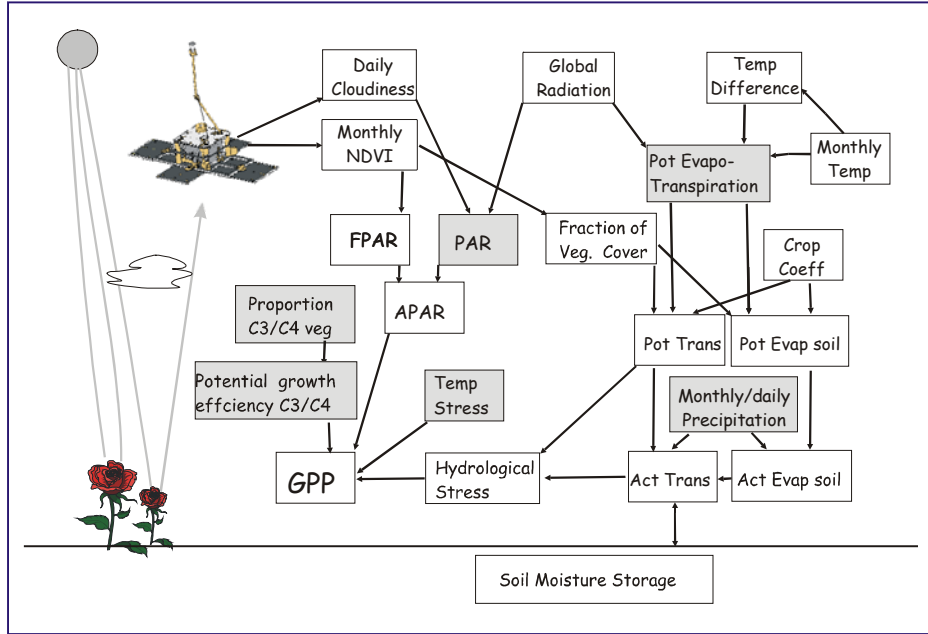 Daily
Cloudiness
Global
Radiation
Temp
Difference
Monthly
NDVI
Monthly
Temp
Pot Evapo-
Transpiration
FPAR
PAR
Fraction of
Veg. Cover
Crop
Coeff
Proportion
C3/C4 veg
APAR
Pot Trans
Pot Evap soil
Potential growth
effciency C3/C4
Temp
Stress
Monthly/daily
Precipitation
GPP
Hydrological
Stress
Act Trans
Act Evap soil
Soil Moisture Storage